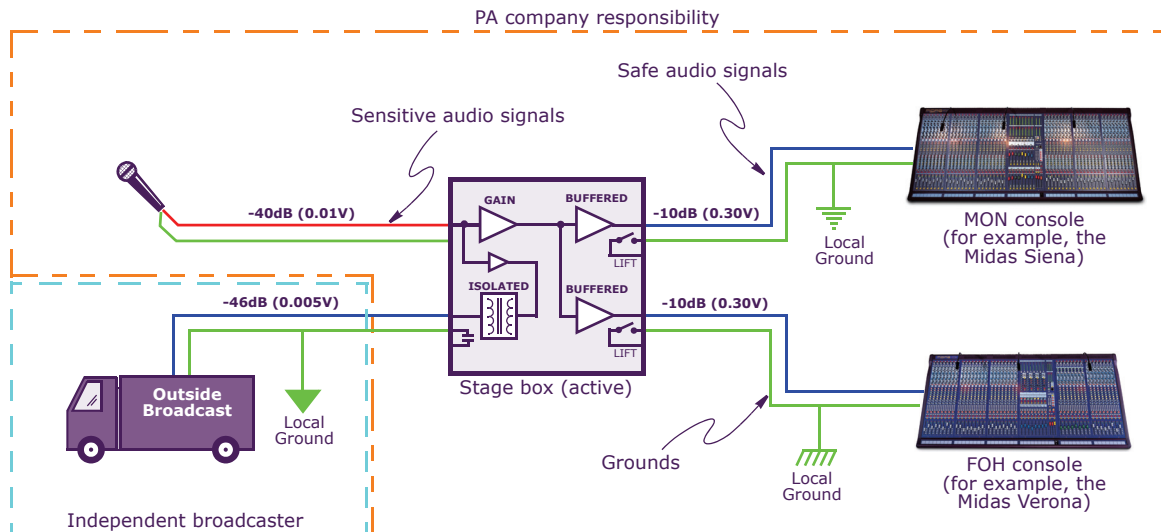 PA company responsibility
Safe audio signals
Sensitive audio signals
-40dB (0.01V)
GAIN
BUFFERED
-10dB (0.30V)
LIFT
Local
Ground
MON console
(for example, the
Midas Siena)
-46dB (0.005V)
ISOLATED
BUFFERED
-10dB (0.30V)
LIFT
Stage box (active)
Outside
Broadcast
Local
Ground
Grounds
Local
Ground
FOH console
(for example, the
Midas Verona)
Independent broadcaster